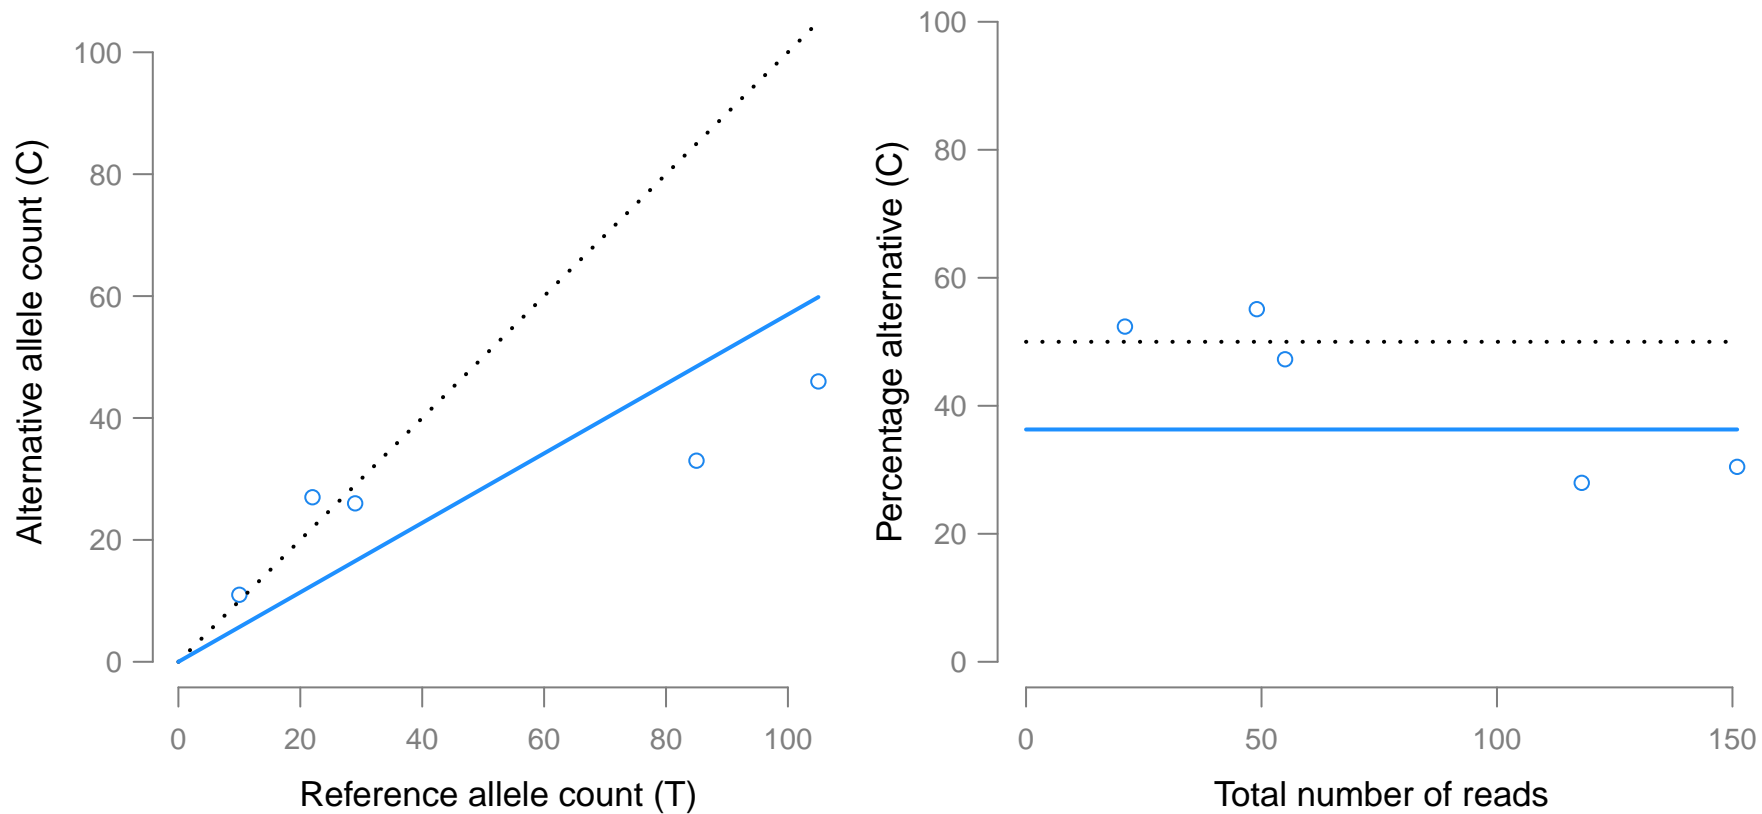 Alternative allele count (C)
100
80
60
40
20
0
0 20 40 60 80 100
Reference allele count (T)
Percentage alternative (C)
100
80
60
40
20
0
0 50 100 150
Total number of reads